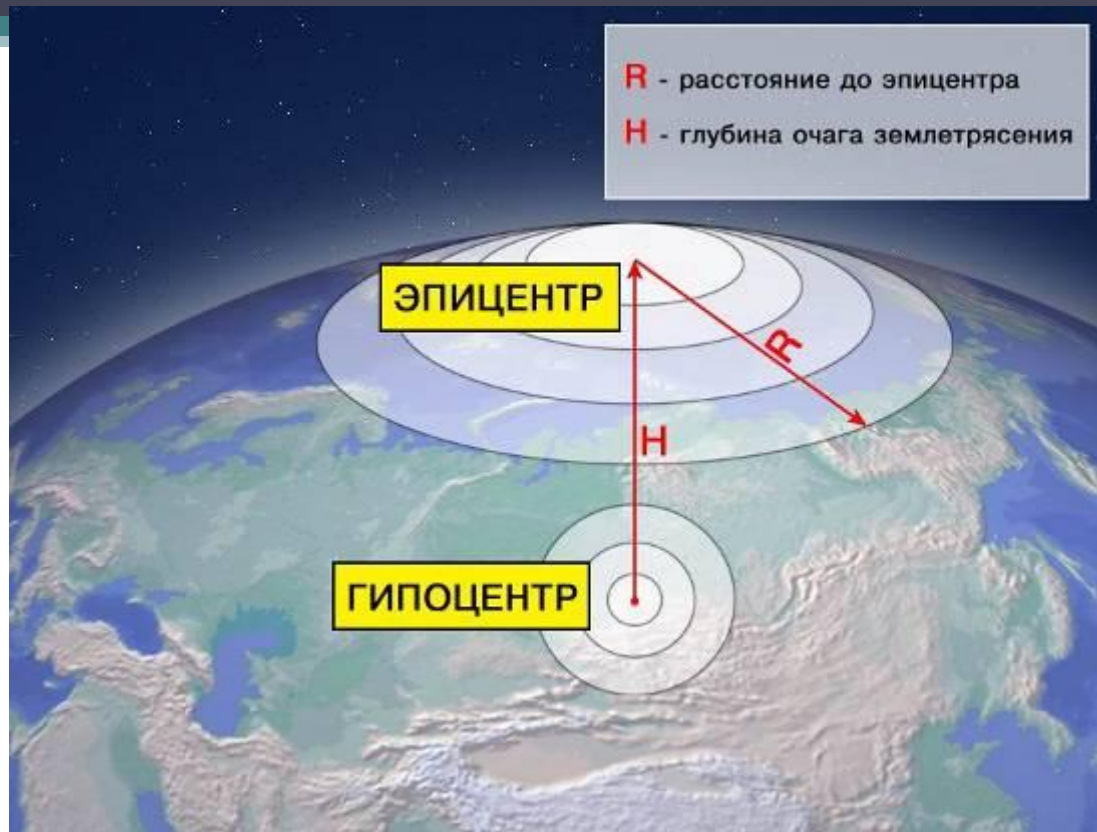 R - расстояние до эпицентра
H - глубина очага землетрясения
ЭПИЦЕНТР
R
H
ГИПОЦЕНТР